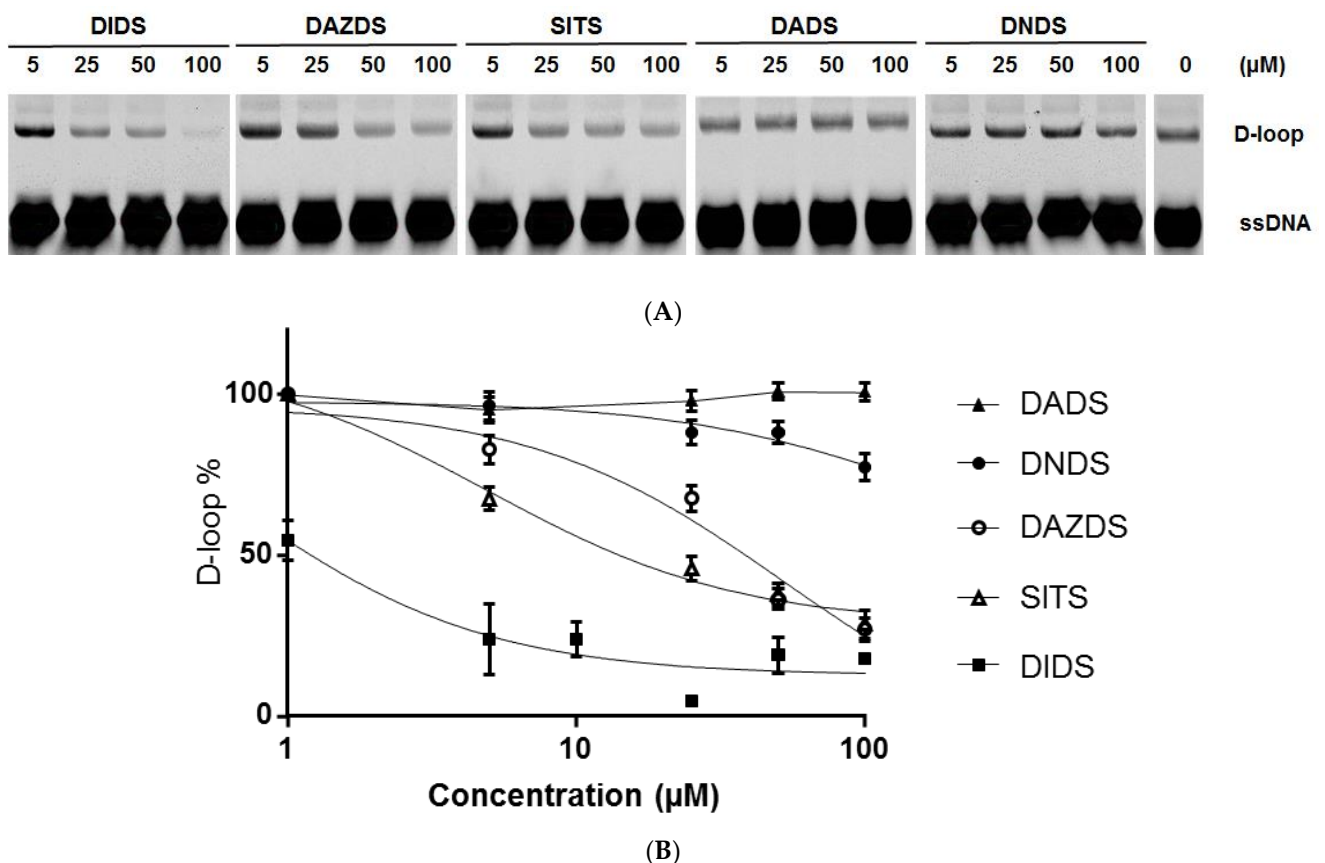 DIDS DAZDS SITS DADS DNDS
5 25 50 100 5 25 50 100 5 25 50 100 5 25 50 100 5 25 50 100 0 (µM)
D-loop
ssDNA
(A)
100
50
0
D-loop %
1 10 100
Concentration (µM)
DADS
DNDS
DAZDS
SITS
DIDS
(B)